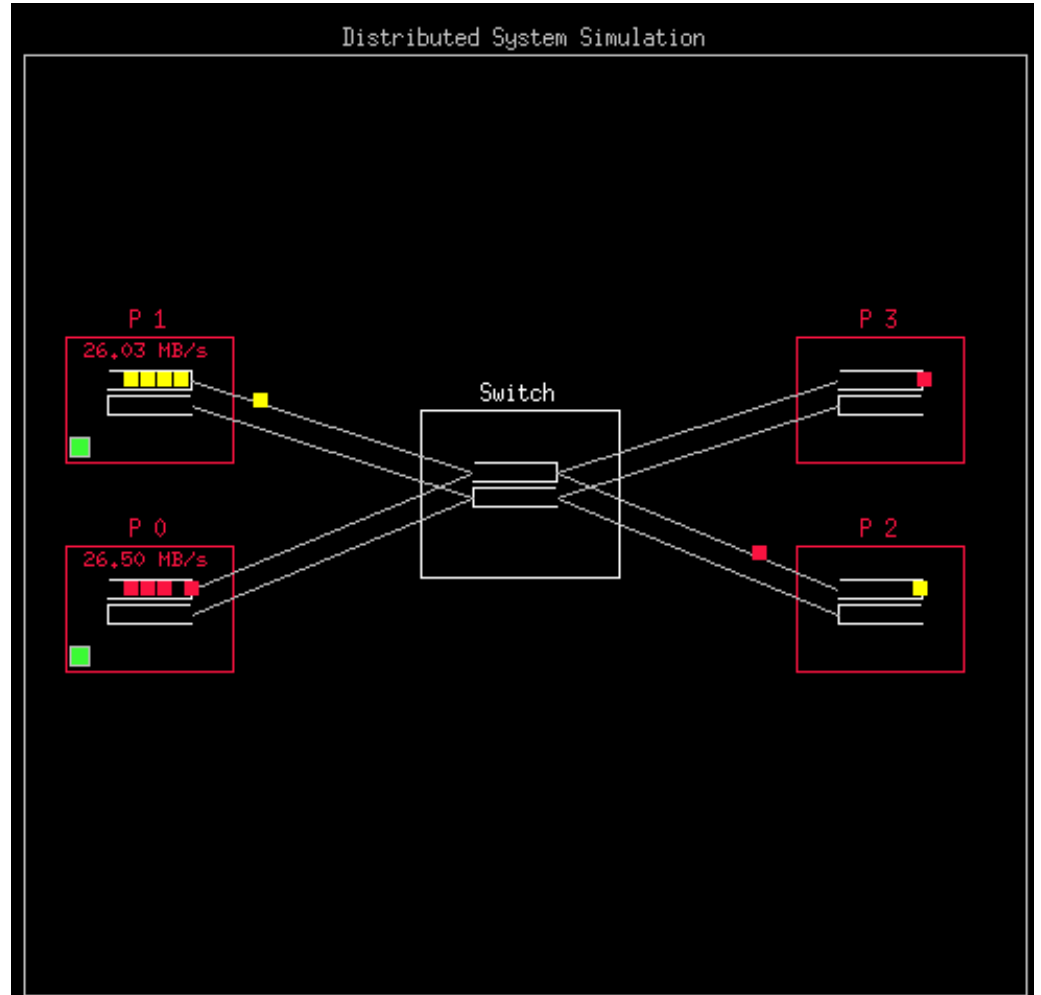 Distributed System Simulation
P 1
26.03 MB/s
P 3
Switch
P 0
26.50 MB/s
P 2